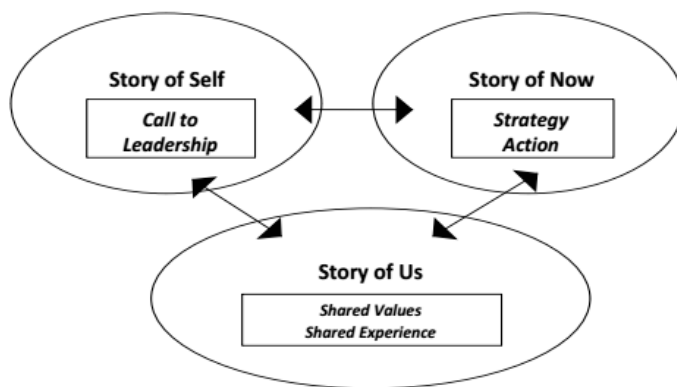 Story of Self
Call to
Leadership
Story of Now
Strategy
Action
Story of Us
Shared Values
Shared Experience